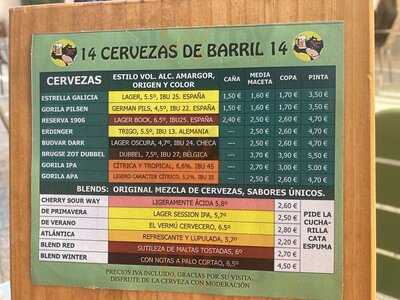 14 CERVEZAS DE BARRIL 14
CERVEZAS ESTILO VOL. ALC. AMARGOR, ORIGEN Y COLOR CAÑA MEDIA MACETA COPA PINTA
ESTRELLA GALICIA LAGER, 5.5º, IBU 25. ESPAÑA 1,50 € 1,60 € 1,70 € 3,50 €
GORILA PILSEN GERMAN PILS, 4,5º, IBU 22. ESPAÑA 1,50 € 1,60 € 1,70 € 3,50 €
RESERVA 1906 LAGER BOCK, 6.5º, IBU25. ESPAÑA 2,40 € 2,50 € 2,60 € 4,70 €
ERDINGER TRIGO, 5.5º, IBU 13. ALEMANIA --- 2,50 € 2,60 € 4,70 €
BUDVAR DARK LAGER OSCURA, 4,7º, IBU 24. CHECA --- 2,50 € 2,60 € 4,70 €
BRUGSE ZOT DUBBEL DUBBEL, 7,5º, IBU 27, BÉLGICA --- 3,70 € 3,90 € 5,50 €
GORILA IPA CÍTRICA Y TROPICAL, 6,6%, IBU 45 --- 2,70 € 3,00 € 5.00 €
GORILA APA LIGERO CARÁCTER CÍTRICO, 5,2%, IBU 35 --- 2,50 € 2,60 € 4,70 €
BLENDS: ORIGINAL MEZCLA DE CERVEZAS, SABORES ÚNICOS.
CHERRY SOUR WAY LIGERAMENTE ÁCIDA 5,8º 2,60 €
DE PRIMAVERA LAGER SESSION IPA, 5,7º 2,50 €
DE VERANO EL VERMÚ CERVECERO, 6.5º 2,80 €
ATLÁNTICA REFRESCANTE Y LUPULADA, 5,7º 2,20 €
BLEND RED SUTILEZA DE MALTAS TOSTADAS, 6º 2,70 €
BLEND WINTER CON NOTAS A PALO CORTAO, 6,5º 4,50 €
PIDE LA
CUCHA-
RILLA
CATA
ESPUMA
PRECIOS IVA INCLUIDO, GRACIAS POR SU VISITA.
DISFRUTE DE LA CERVEZA CON MODERACIÓN